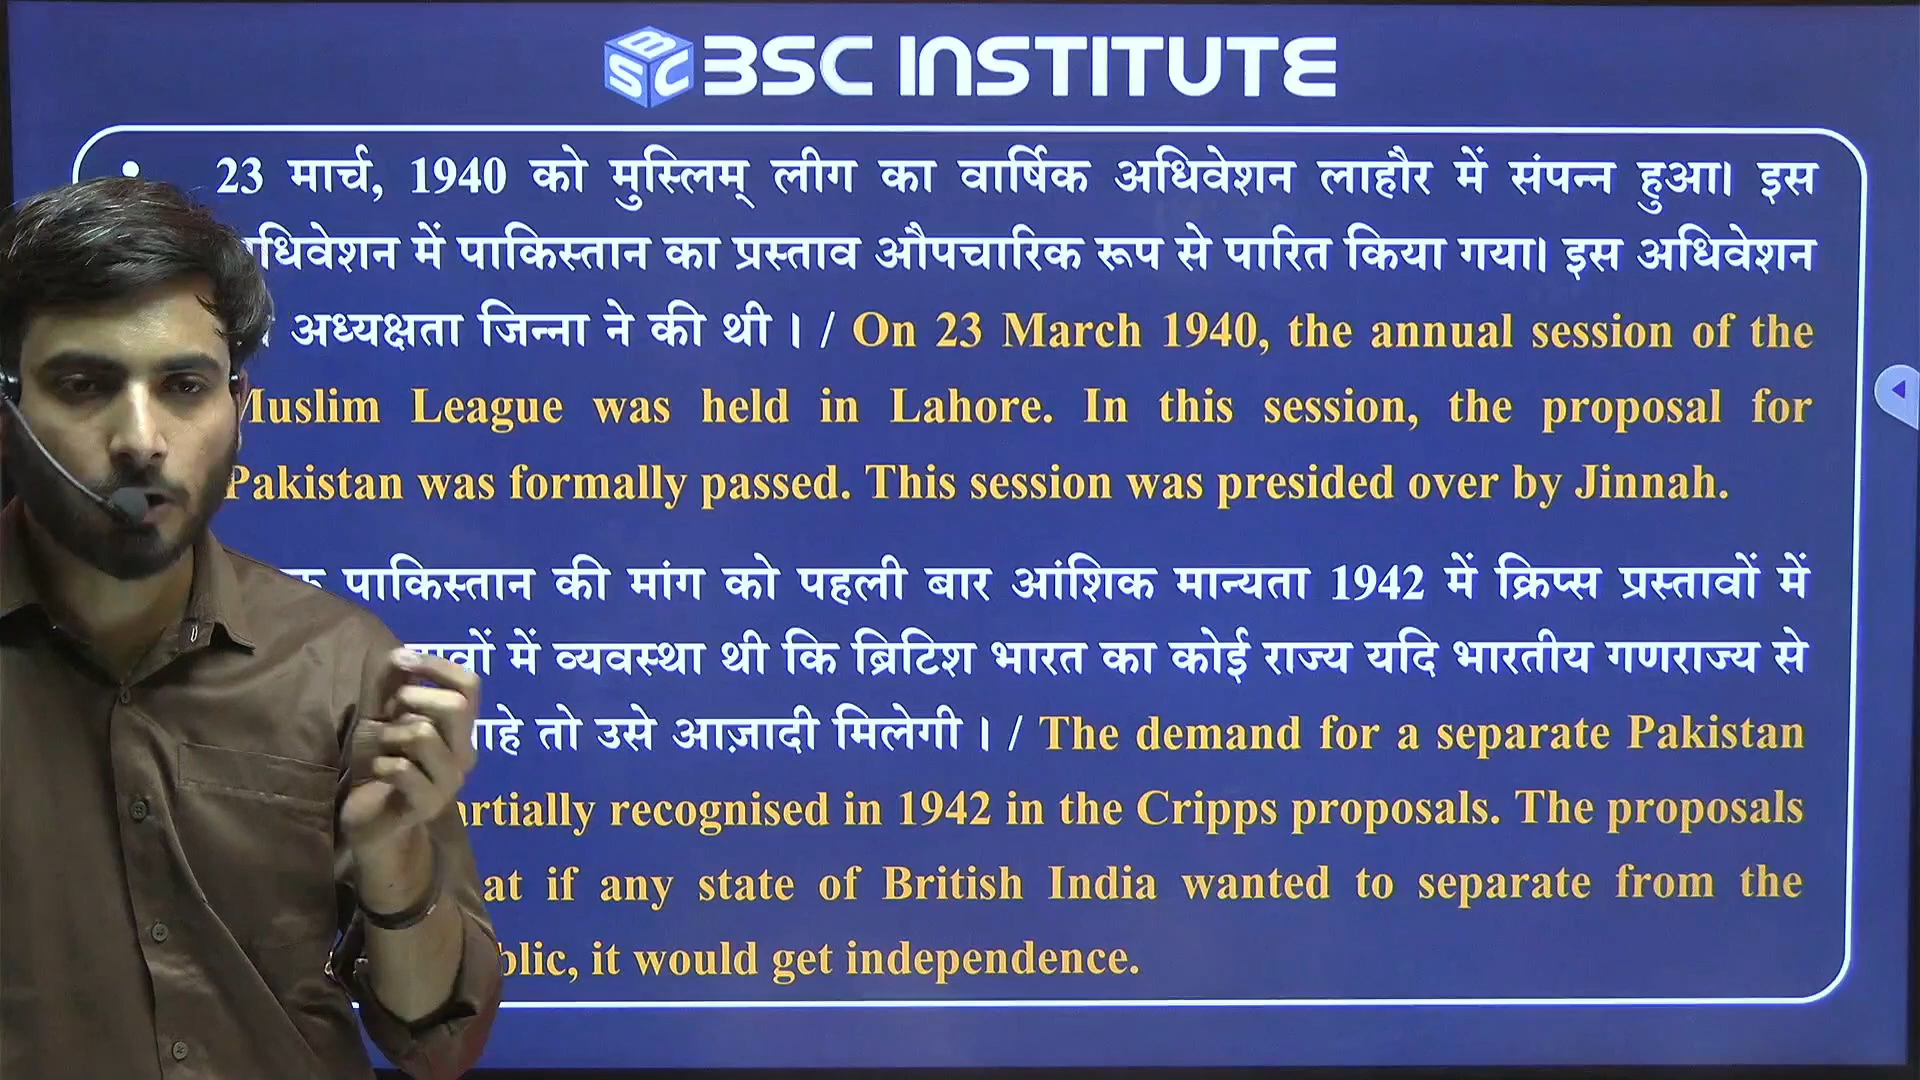 BSC
BSC INSTITUTE
• 23 मार्च, 1940 को मुस्लिम् लीग का वार्षिक अधिवेशन लाहौर में संपन्न हुआ। इस
में पाकिस्तान का प्रस्ताव औपचारिक रूप से पारित किया गया। इस अधिवेशन
अध्यक्षता जिन्ना ने की थी । / On 23 March 1940, the annual session of the
Muslim League was held in Lahore. In this session, the proposal for
Pakistan was formally passed. This session was presided over by Jinnah.
पाकिस्तान की मांग को पहली बार आंशिक मान्यता 1942 में क्रिप्स प्रस्तावों में
में व्यवस्था थी कि ब्रिटिश भारत का कोई राज्य यदि भारतीय गणराज्य से
तो उसे आज़ादी मिलेगी । / The demand for a separate Pakistan
recognised in 1942 in the Cripps proposals. The proposals
at if any state of British India wanted to separate from the
it would get independence.